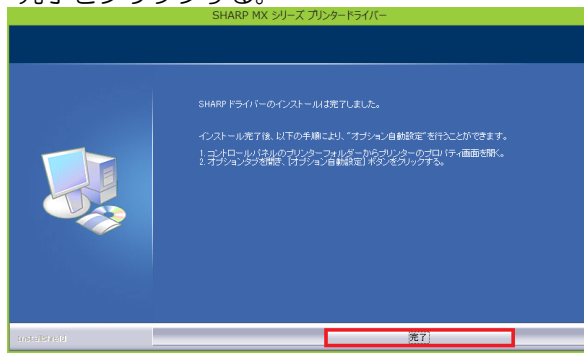 完了をクリックする。
SHARP MX シリーズ プリンタードライバー
SHARP ドライバーのインストールは完了しました。
インストール完了後、以下の手順により、"オプション自動設定"を行うことができます。
1. コントロールパネルのプリンターフォルダーからプリンターのプロパティ画面を開く。
2. オプションタブを開き、[オプション自動設定] ボタンをクリックする。
InstallShield
完了